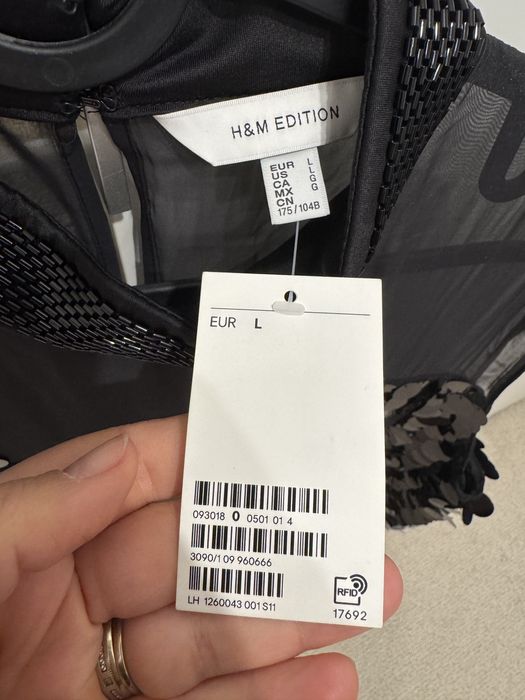 H&M EDITION
EUR L
US L
CA G
MX G
CN
175/104B
EUR L
093018 0 0501 01 4
3090/1 09 960666
LH 1260043 001 S11
RFID
17692